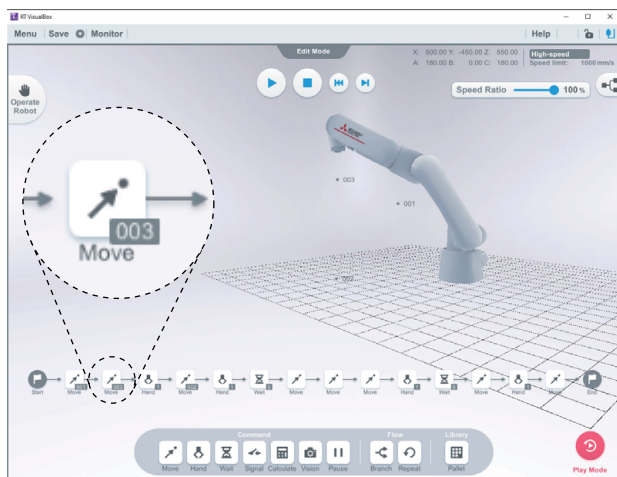 RT VisualBox
Menu Save Monitor Help
Edit Mode
X: 500.00 Y: -450.00 Z: 550.00 High-speed
A: 180.00 B: 0.00 C: 180.00 Speed limit: 1000 mm/s
Operate
Robot
Speed Ratio 100 %
003
001
002
003
Move
Start Move Move Hand Move Hand Wait Move Move Move Hand Wait Move Hand Move End
Command Flow Library
Move Hand Wait Signal Calculate Vision Pause Branch Repeat Pallet
Play Mode